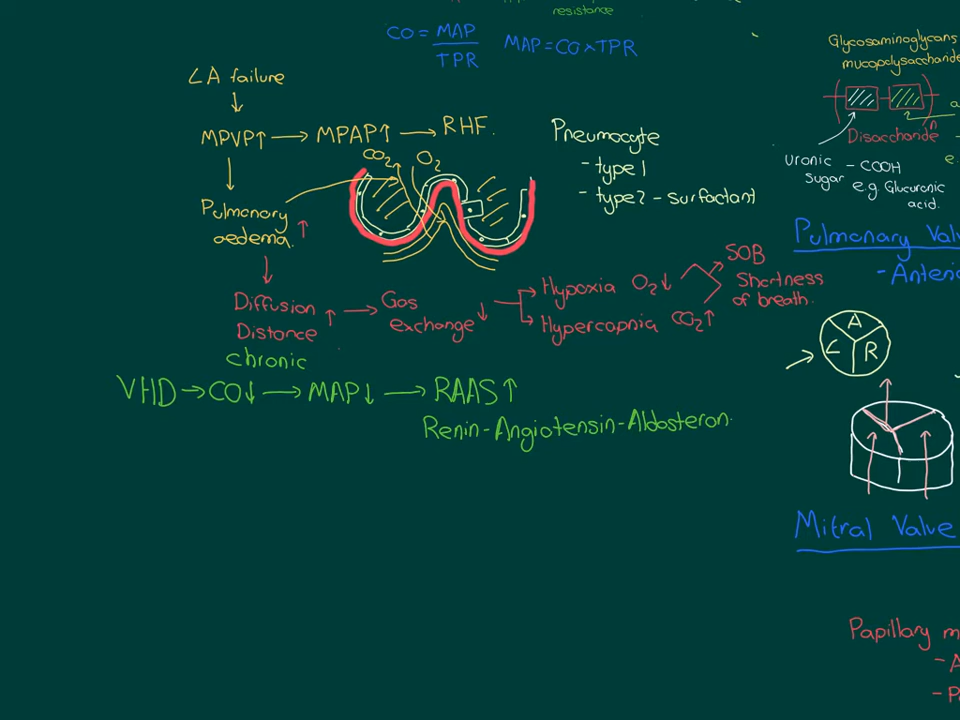 resistance
CO = MAP
TPR
MAP = CO x TPR
LA failure
MPVP↑ → MPAP↑ → RHF.
CO₂ O₂
Pulmonary
oedema. ↑
Pneumocyte
- type 1
- type 2 - surfactant
Diffusion ↑ → Gas
Distance exchange ↓
Hypoxia O₂↓
Hypercapnia CO₂↑
SOB
Shortness
of breath.
chronic
VHD → CO↓ → MAP↓ → RAAS↑
Renin-Angiotensin-Aldosteron
Glycosaminoglycans
mucopolysaccharide
n
Disaccharide
a
e.
Uronic - COOH
sugar e.g Glucuronic
acid.
Pulmonary Val
- Anterio
A
L R
Mitral Valve
Papillary m
- A
- P